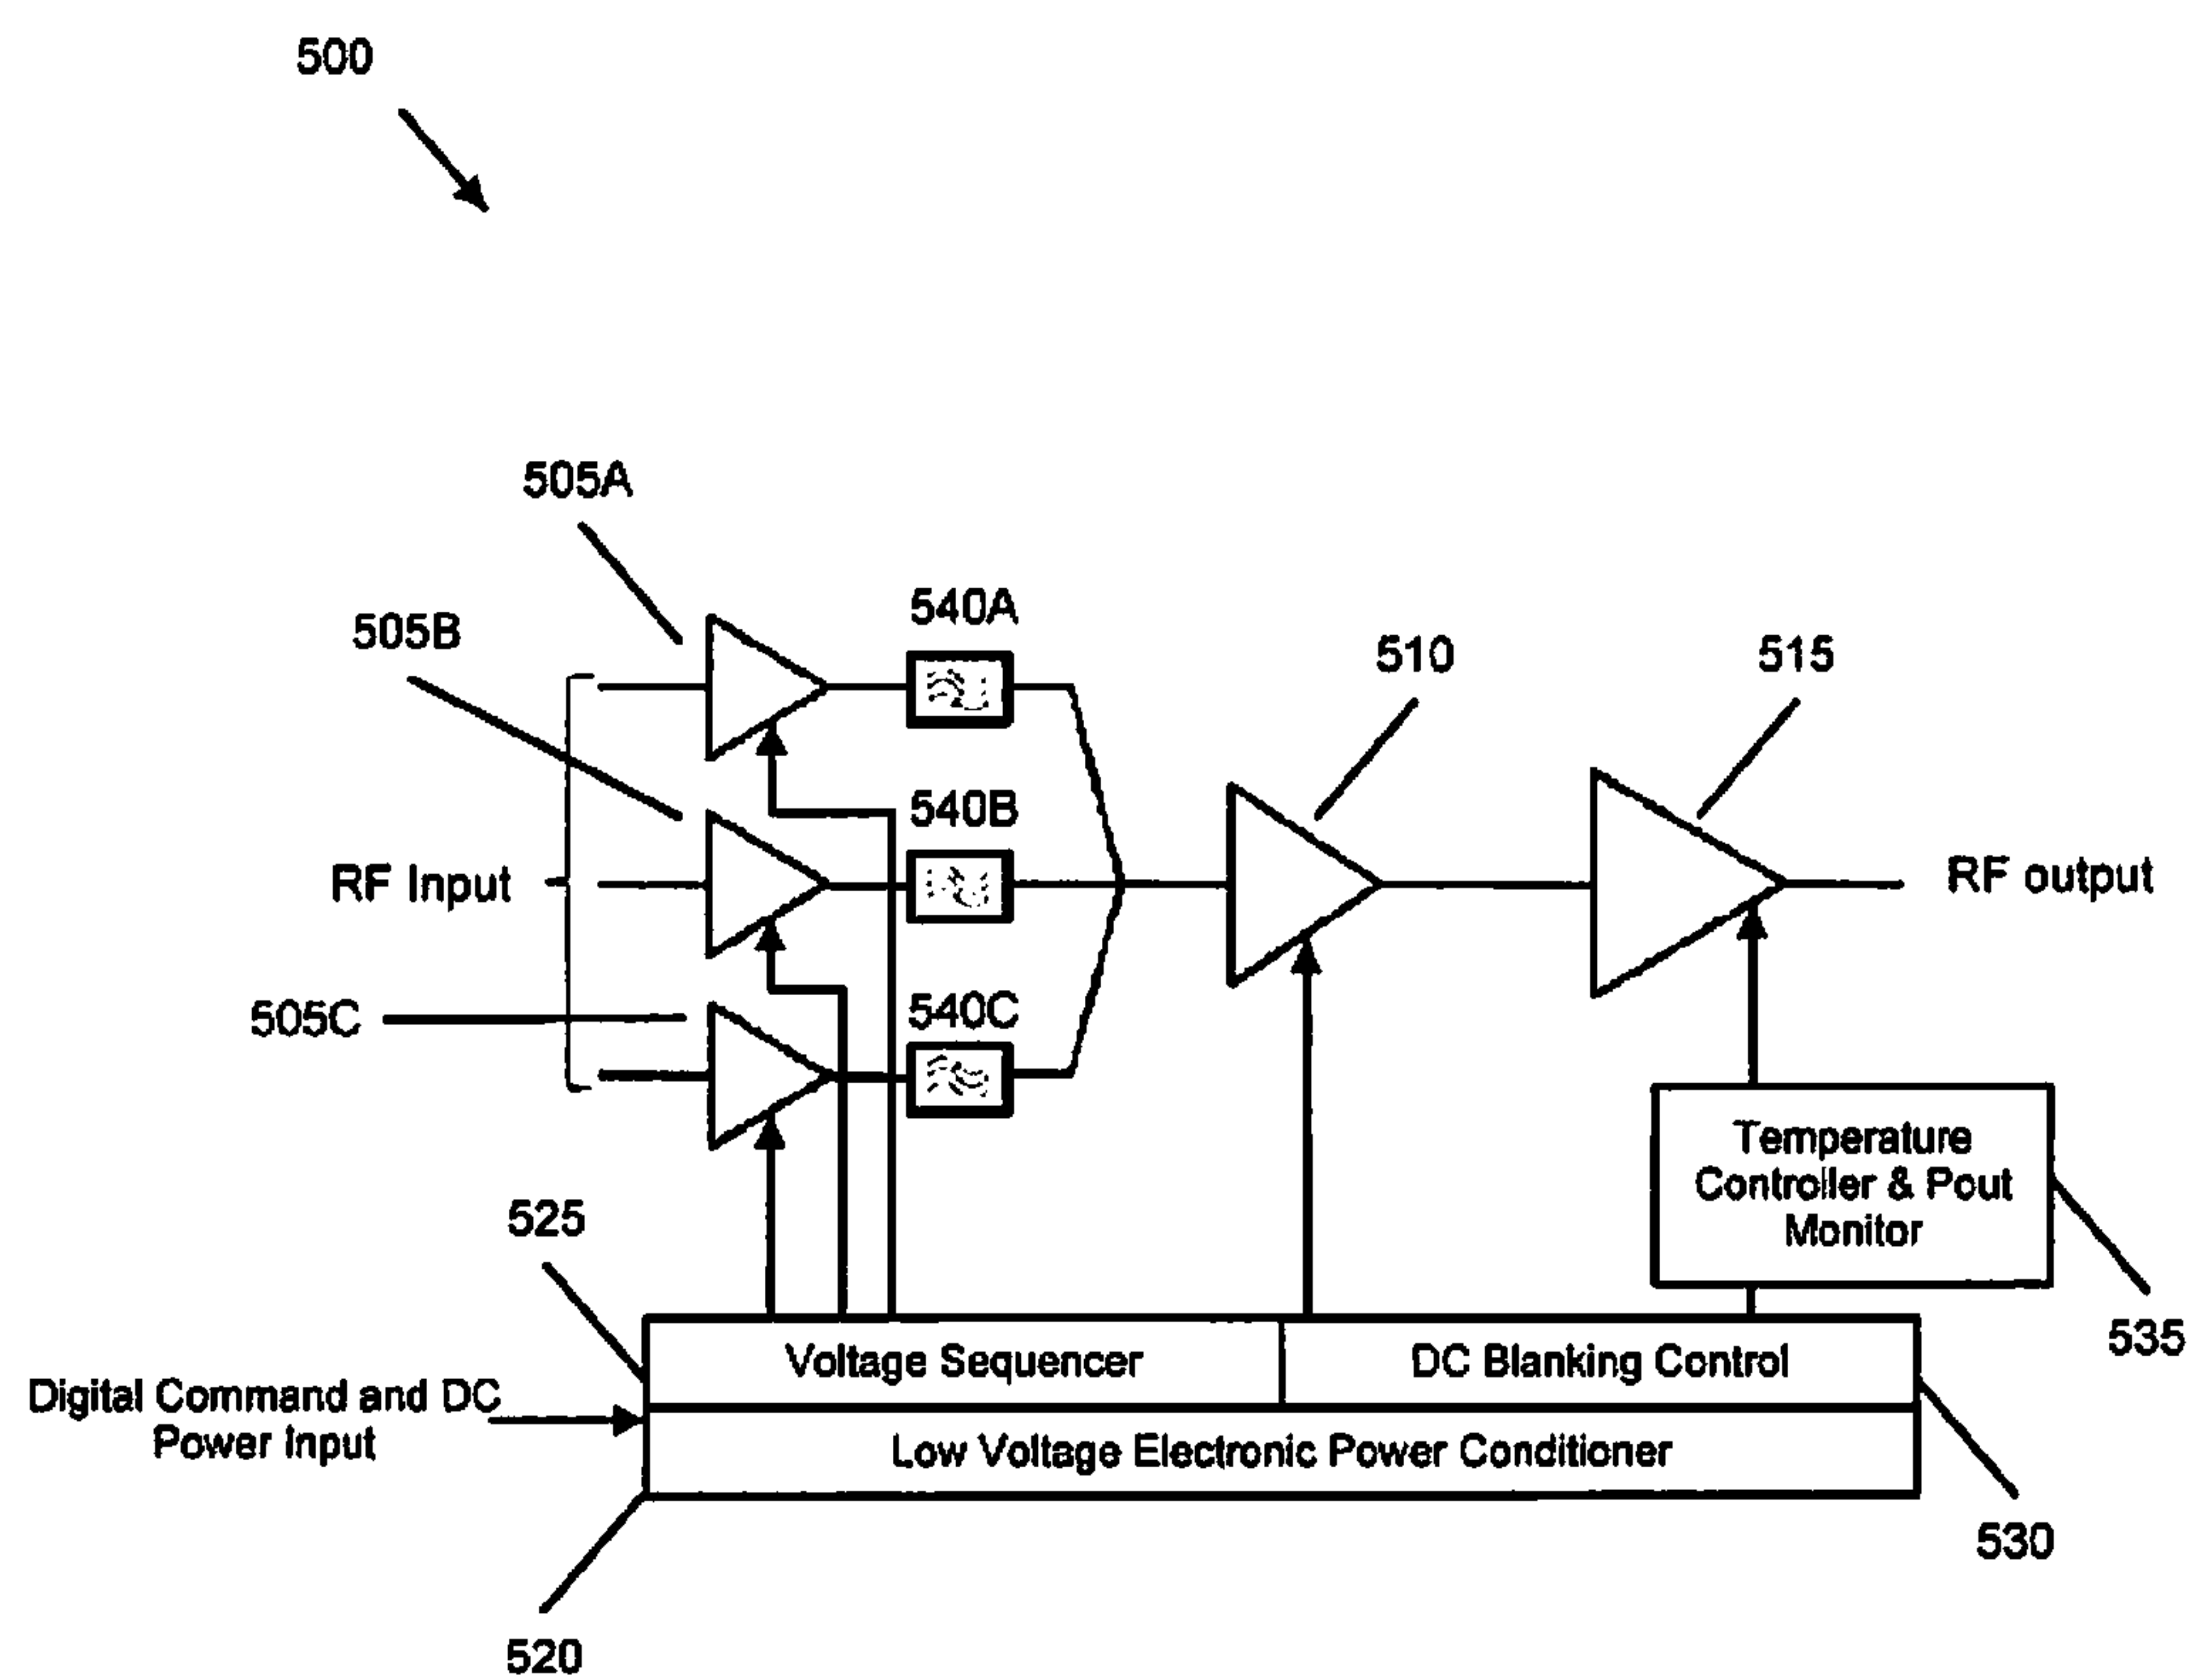 500
505A
505B
540A
510
515
540B
RF Input
RF output
505C
540C
Temperature
Controller & Pout
Monitor
525
535
Voltage Sequencer
DC Blanking Control
Digital Command and DC
Power Input
Low Voltage Electronic Power Conditioner
530
520